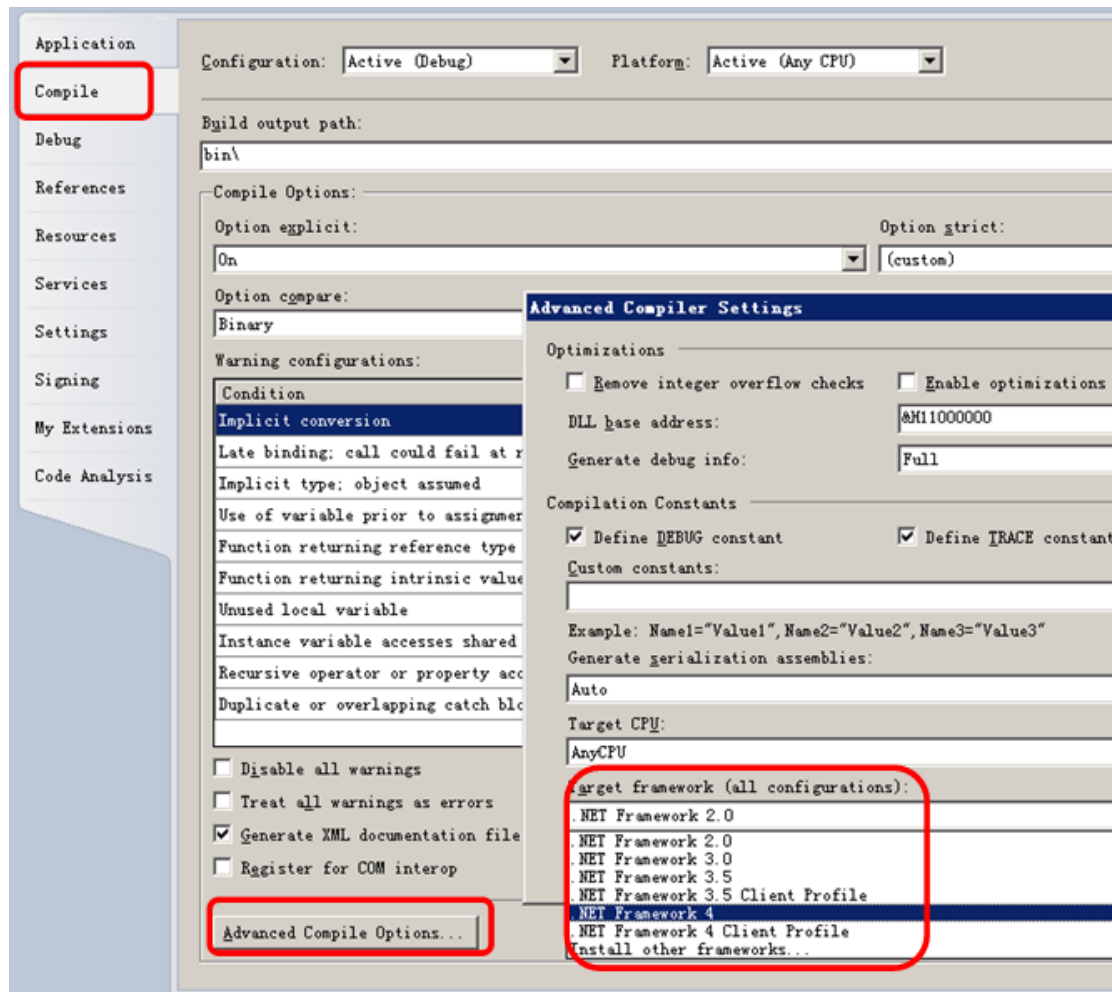 Application
Compile
Debug
References
Resources
Services
Settings
Signing
My Extensions
Code Analysis
Configuration: Active (Debug) Platform: Active (Any CPU)
Build output path:
bin\
Compile Options:
Option explicit: Option strict:
On (custom)
Option compare:
Binary
Warning configurations:
Condition
Implicit conversion
Late binding; call could fail at r
Implicit type; object assumed
Use of variable prior to assignmen
Function returning reference type
Function returning intrinsic value
Unused local variable
Instance variable accesses shared
Recursive operator or property acc
Duplicate or overlapping catch blo
Disable all warnings
Treat all warnings as errors
Generate XML documentation file
Register for COM interop
Advanced Compile Options...
Advanced Compiler Settings
Optimizations
Remove integer overflow checks Enable optimizations
DLL base address: &H11000000
Generate debug info: Full
Compilation Constants
Define DEBUG constant Define TRACE constant
Custom constants:
Example: Name1="Value1",Name2="Value2",Name3="Value3"
Generate serialization assemblies:
Auto
Target CPU:
AnyCPU
Target framework (all configurations):
.NET Framework 2.0
.NET Framework 2.0
.NET Framework 3.0
.NET Framework 3.5
.NET Framework 3.5 Client Profile
.NET Framework 4
.NET Framework 4 Client Profile
Install other frameworks...